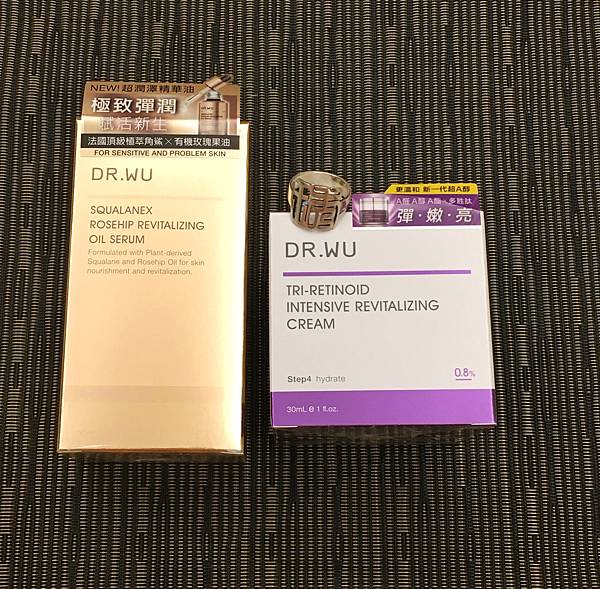 NEW! 超潤澤精華油
極致彈潤
賦活新生
法國頂級植萃角鯊×有機玫瑰果油
FOR SENSITIVE AND PROBLEM SKIN
DR.WU
SQUALANEX
ROSEHIP REVITALIZING
OIL SERUM
Formulated with Plant-derived
Squalane and Rosehip Oil for skin
nourishment and revitalization.
DR.WU
更溫和 新一代超A醇
A醛 A醇 A酯×多胜肽
彈·嫩·亮
DR.WU
TRI-RETINOID
INTENSIVE REVITALIZING
CREAM
Step4 hydrate
0.8%
30mL e 1 fl.oz.